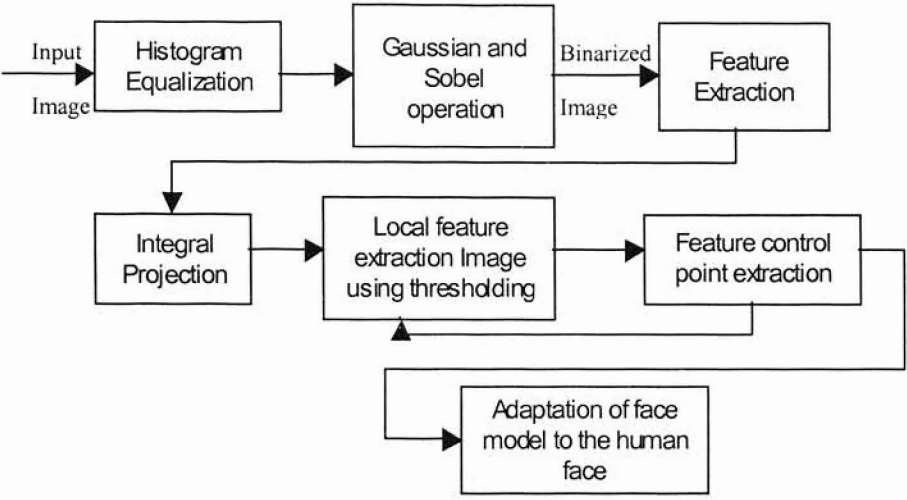 Input
Image
Histogram
Equalization
Gaussian and
Sobel
operation
Binarized
Image
Feature
Extraction
Integral
Projection
Local feature
extraction Image
using thresholding
Feature control
point extraction
Adaptation of face
model to the human
face